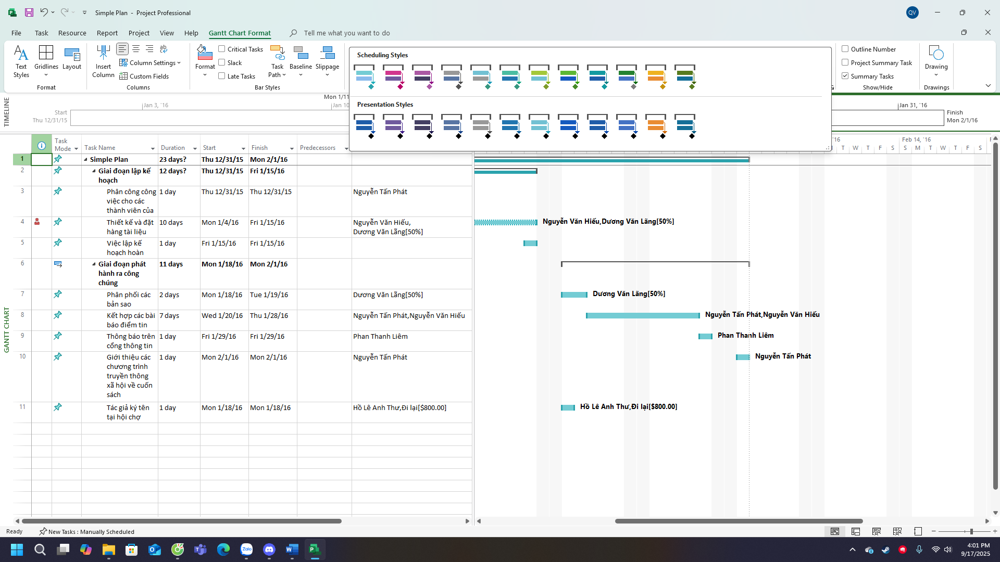 Simple Plan - Project Professional
QV
File Task Resource Report Project View Help Gantt Chart Format Tell me what you want to do
Text Styles
Gridlines
Layout
Format
Insert Column
Column Settings
Custom Fields
Columns
Format
Critical Tasks
Slack
Late Tasks
Task Path
Baseline
Slippage
Bar Styles
Scheduling Styles
Presentation Styles
Outline Number
Project Summary Task
Summary Tasks
Show/Hide
Drawing
Drawings
TIMELINE
Mon 1/11
Jan 3, '16
Jan 10
Jan 31, '16
Start
Thu 12/31/15
Finish
Mon 2/1/16
Task Mode
Task Name
Duration
Start
Finish
Predecessors
'16
Feb 14, '16
T W T F S S M T W T F S
1 Simple Plan 23 days? Thu 12/31/15 Mon 2/1/16
2 Giai đoạn lập kế 12 days? Thu 12/31/15 Fri 1/15/16
hoạch
3 Phân công công 1 day Thu 12/31/15 Thu 12/31/15 Nguyễn Tấn Phát
việc cho các
thành viên của
4 Thiết kế và đặt 10 days Mon 1/4/16 Fri 1/15/16 Nguyễn Văn Hiếu,
hàng tài liệu Dương Văn Lãng[50%]
Nguyễn Văn Hiếu,Dương Văn Lãng[50%]
5 Việc lập kế 1 day Fri 1/15/16 Fri 1/15/16
hoạch hoàn
6 Giai đoạn phát 11 days Mon 1/18/16 Mon 2/1/16
hành ra công
chúng
7 Phân phối các 2 days Mon 1/18/16 Tue 1/19/16 Dương Văn Lãng[50%] Dương Văn Lãng[50%]
bản sao
8 Kết hợp các bài 7 days Wed 1/20/16 Thu 1/28/16 Nguyễn Tấn Phát,Nguyễn Văn Hiếu Nguyễn Tấn Phát,Nguyễn Văn Hiếu
báo điểm tin
9 Thông báo trên 1 day Fri 1/29/16 Fri 1/29/16 Phan Thanh Liêm Phan Thanh Liêm
cổng thông tin
10 Giới thiệu các 1 day Mon 2/1/16 Mon 2/1/16 Nguyễn Tấn Phát Nguyễn Tấn Phát
chương trình
truyền thông
xã hội về cuốn
sách
11 Tác giả ký tên 1 day Mon 1/18/16 Mon 1/18/16 Hồ Lê Anh Thư,Đi lại[$800.00] Hồ Lê Anh Thư,Đi lại[$800.00]
tại hội chợ
GANTT CHART
Ready New Tasks : Manually Scheduled
Zalo
4:01 PM
9/17/2025